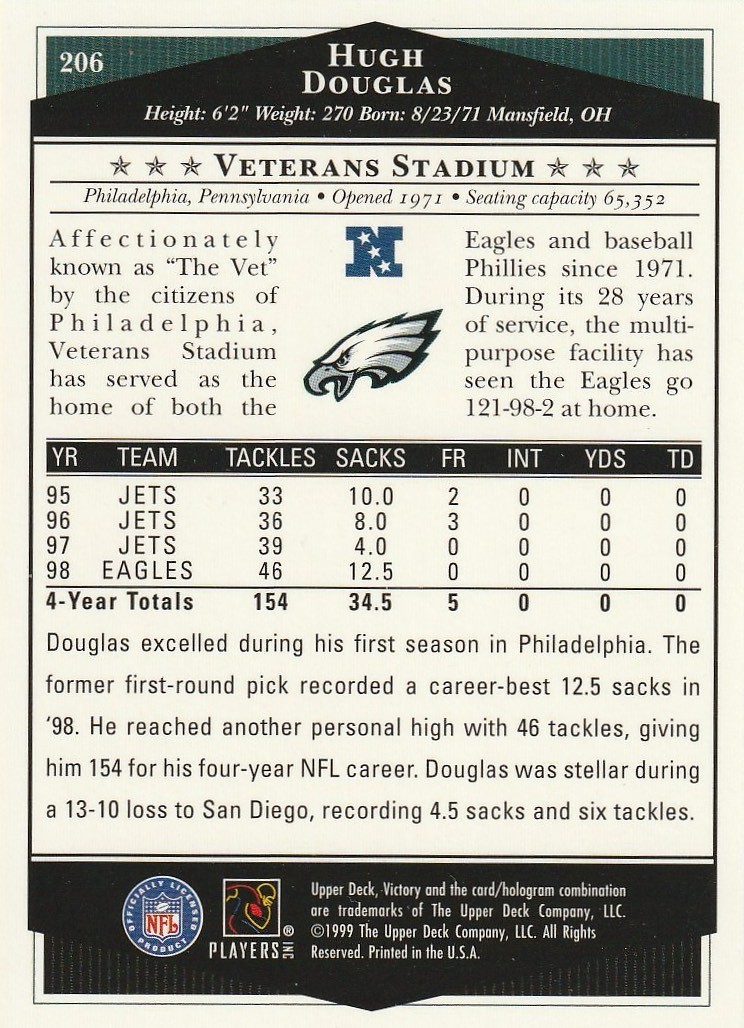 206
HUGH
DOUGLAS
Height: 6'2" Weight: 270 Born: 8/23/71 Mansfield, OH
VETERANS STADIUM
Philadelphia, Pennsylvania • Opened 1971 • Seating capacity 65,352
Affectionately
known as "The Vet"
by the citizens of
Philadelphia,
Veterans Stadium
has served as the
home of both the
N
Eagles and baseball
Phillies since 1971.
During its 28 years
of service, the multi-
purpose facility has
seen the Eagles go
121-98-2 at home.
YR TEAM TACKLES SACKS FR INT YDS TD
95 JETS 33 10.0 2 0 0 0
96 JETS 36 8.0 3 0 0 0
97 JETS 39 4.0 0 0 0 0
98 EAGLES 46 12.5 0 0 0 0
4-Year Totals 154 34.5 5 0 0 0
Douglas excelled during his first season in Philadelphia. The
former first-round pick recorded a career-best 12.5 sacks in
'98. He reached another personal high with 46 tackles, giving
him 154 for his four-year NFL career. Douglas was stellar during
a 13-10 loss to San Diego, recording 4.5 sacks and six tackles.
OFFICIALLY LICENSED
NFL
PRODUCT
PLAYERS INC ®
Upper Deck, Victory and the card/hologram combination
are trademarks of The Upper Deck Company, LLC.
©1999 The Upper Deck Company, LLC. All Rights
Reserved. Printed in the U.S.A.